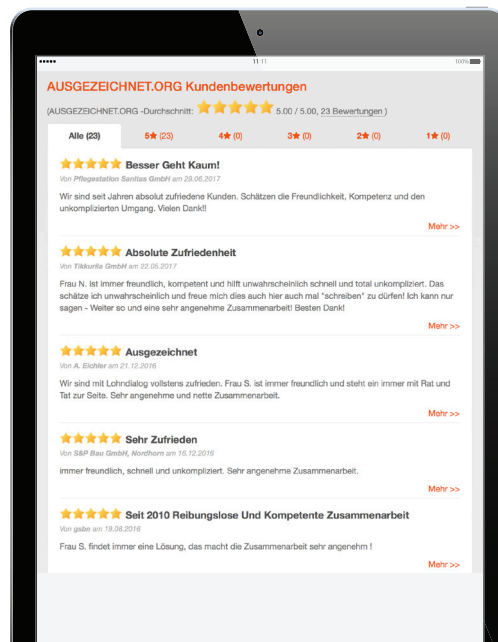 11:11
100%
AUSGEZEICHNET.ORG Kundenbewertungen
(AUSGEZEICHNET.ORG -Durchschnitt: 5.00 / 5.00, 23 Bewertungen )
Alle (23) 5★ (23) 4★ (0) 3★ (0) 2★ (0) 1★ (0)
Besser Geht Kaum!
Von Pflegestation Sanitas GmbH am 29.06.2017
Wir sind seit Jahren absolut zufriedene Kunden. Schätzen die Freundlichkeit, Kompetenz und den
unkomplizierten Umgang. Vielen Dank!!
Mehr >>
Absolute Zufriedenheit
Von Tikkurila GmbH am 22.05.2017
Frau N. ist immer freundlich, kompetent und hilft unwahrscheinlich schnell und total unkompliziert. Das
schätze ich unwahrscheinlich und freue mich dies auch hier auch mal "schreiben" zu dürfen! Ich kann nur
sagen - Weiter so und eine sehr angenehme Zusammenarbeit! Besten Dank!
Mehr >>
Ausgezeichnet
Von A. Eichler am 21.12.2016
Wir sind mit Lohndialog vollstens zufrieden. Frau S. ist immer freundlich und steht ein immer mit Rat und
Tat zur Seite. Sehr angenehme und nette Zusammenarbeit.
Mehr >>
Sehr Zufrieden
Von S&P Bau GmbH, Nordhorn am 16.12.2016
immer freundlich, schnell und unkompliziert. Sehr angenehme Zusammenarbeit.
Mehr >>
Seit 2010 Reibungslose Und Kompetente Zusammenarbeit
Von gsbn am 19.08.2016
Frau S. findet immer eine Lösung, das macht die Zusammenarbeit sehr angenehm !
Mehr >>